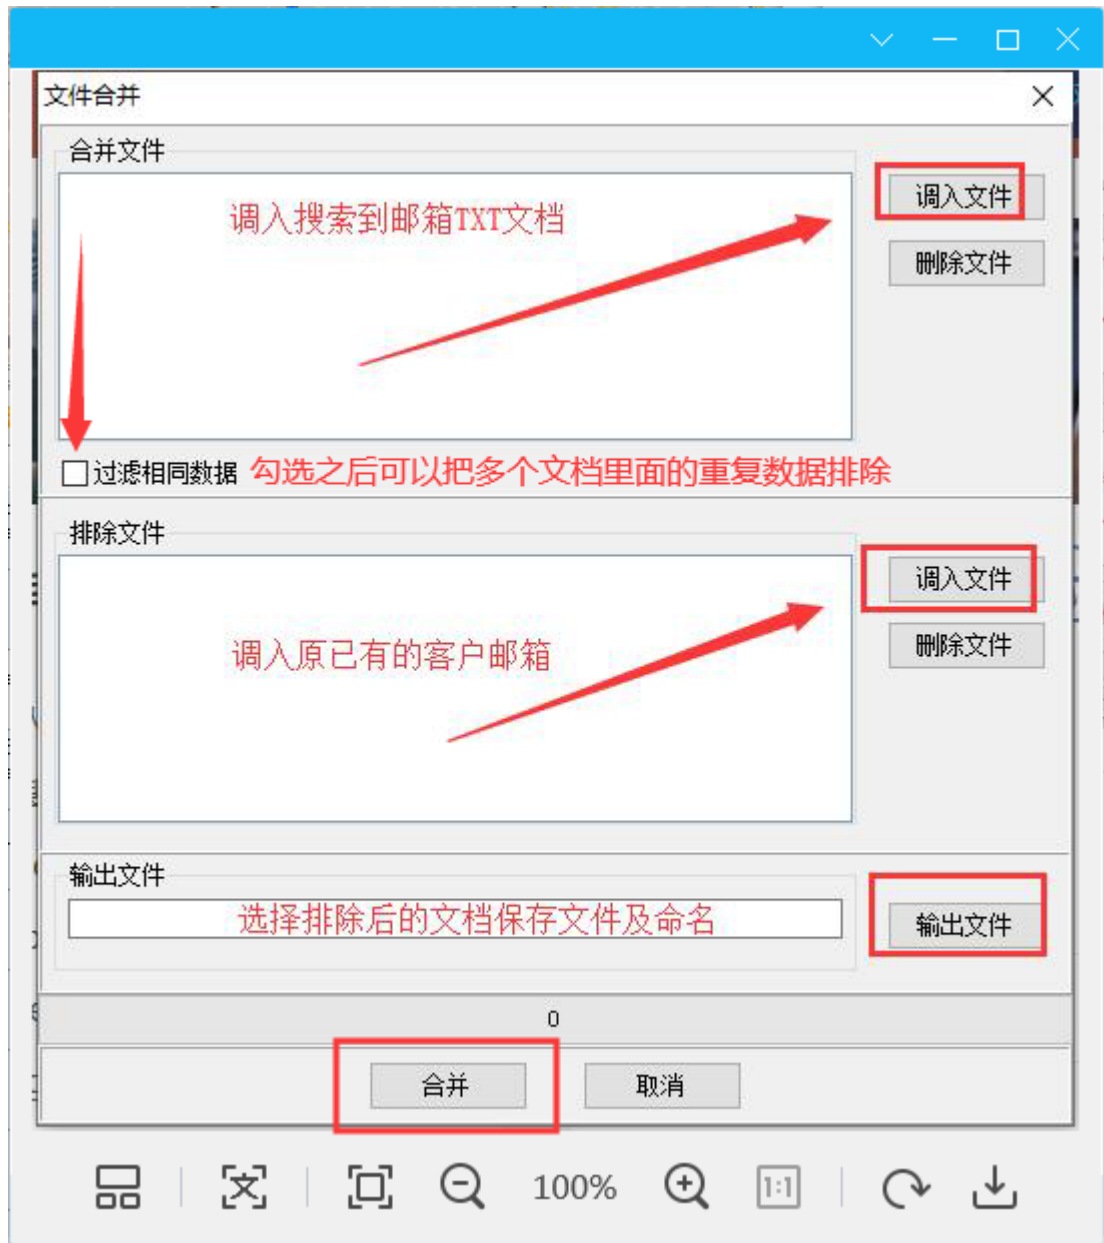 文件合并
合并文件
调入文件
调入搜索到邮箱TXT文档
删除文件
过滤相同数据 勾选之后可以把多个文档里面的重复数据排除
排除文件
调入文件
删除文件
调入原已有的客户邮箱
输出文件
选择排除后的文档保存文件及命名
输出文件
0
合并 取消
文 100% 1:1